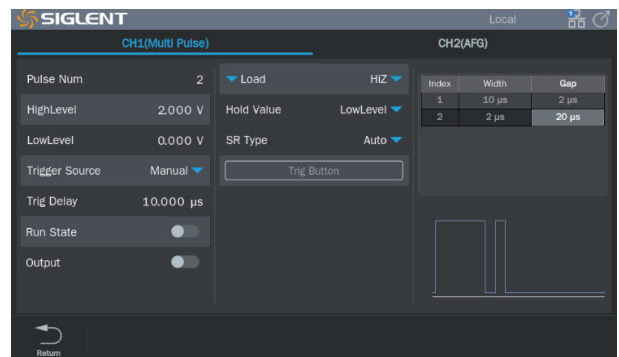 SIGLENT
Local
1
CH1(Multi Pulse)
CH2(AFG)
Pulse Num 2
HighLevel 2.000 V
LowLevel 0.000 V
Trigger Source Manual
Trig Delay 10.000 µs
Run State
Output
Load HIZ
Hold Value LowLevel
SR Type Auto
Trig Button
Index Width Gap
1 10 µs 2 µs
2 2 µs 20 µs
Return